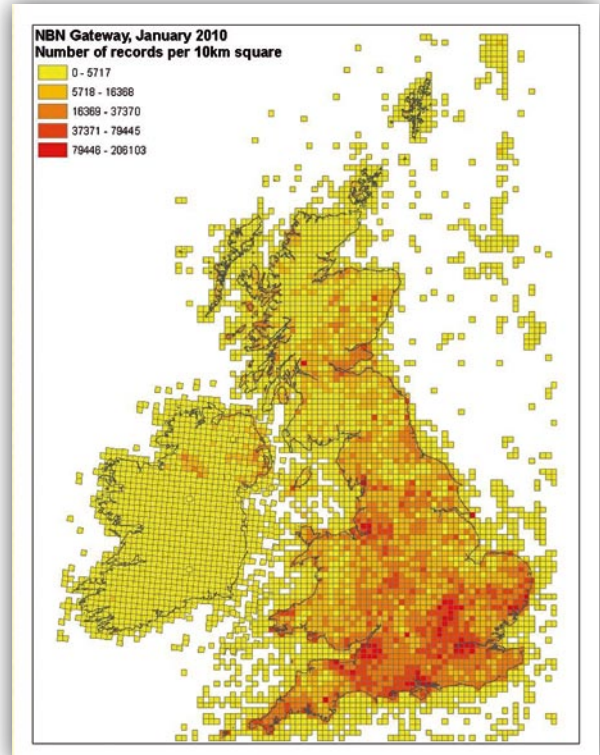 NBN Gateway, January 2010
Number of records per 10km square
0 - 5717
5718 - 16368
16369 - 37370
37371 - 79445
79446 - 206103